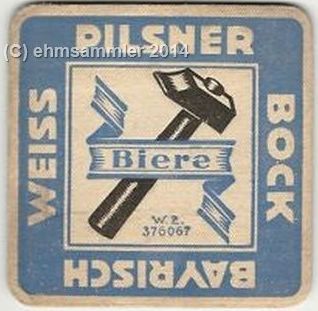 (C) ehmsammler 2014
PILSNER
BOCK
BAYRISCH
WEISS
Biere
W.Z.
376067